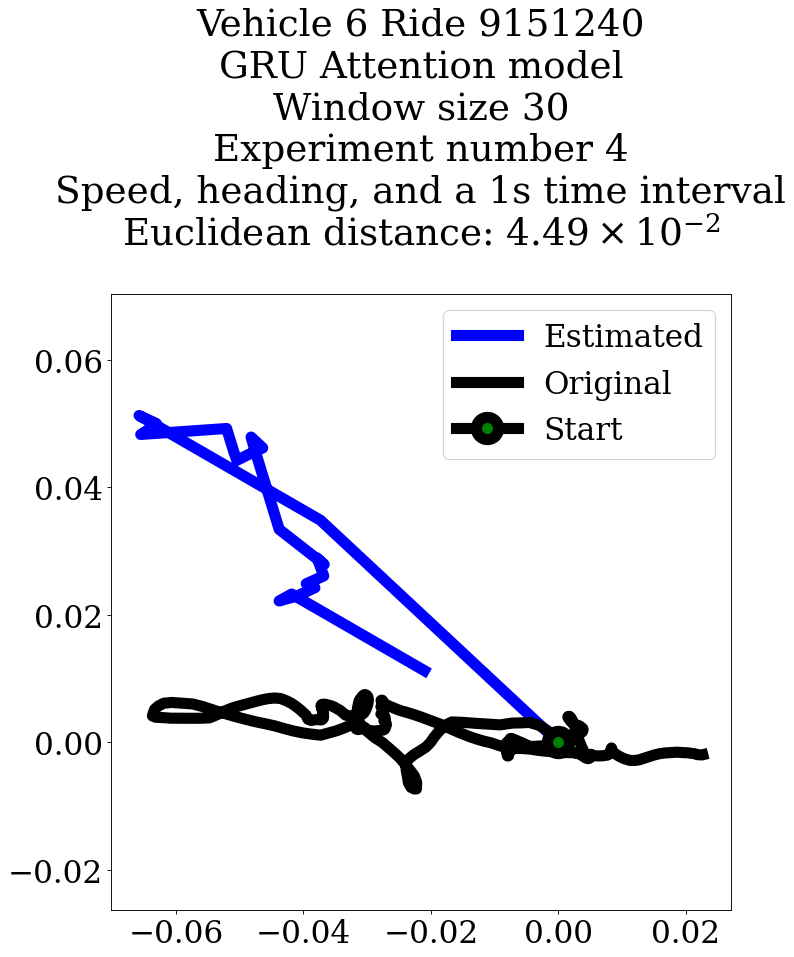 Vehicle 6 Ride 9151240
GRU Attention model
Window size 30
Experiment number 4
Speed, heading, and a 1s time interval
Euclidean distance: 4.49 × 10⁻²
Estimated
Original
Start
0.06
0.04
0.02
0.00
−0.02
−0.06 −0.04 −0.02 0.00 0.02